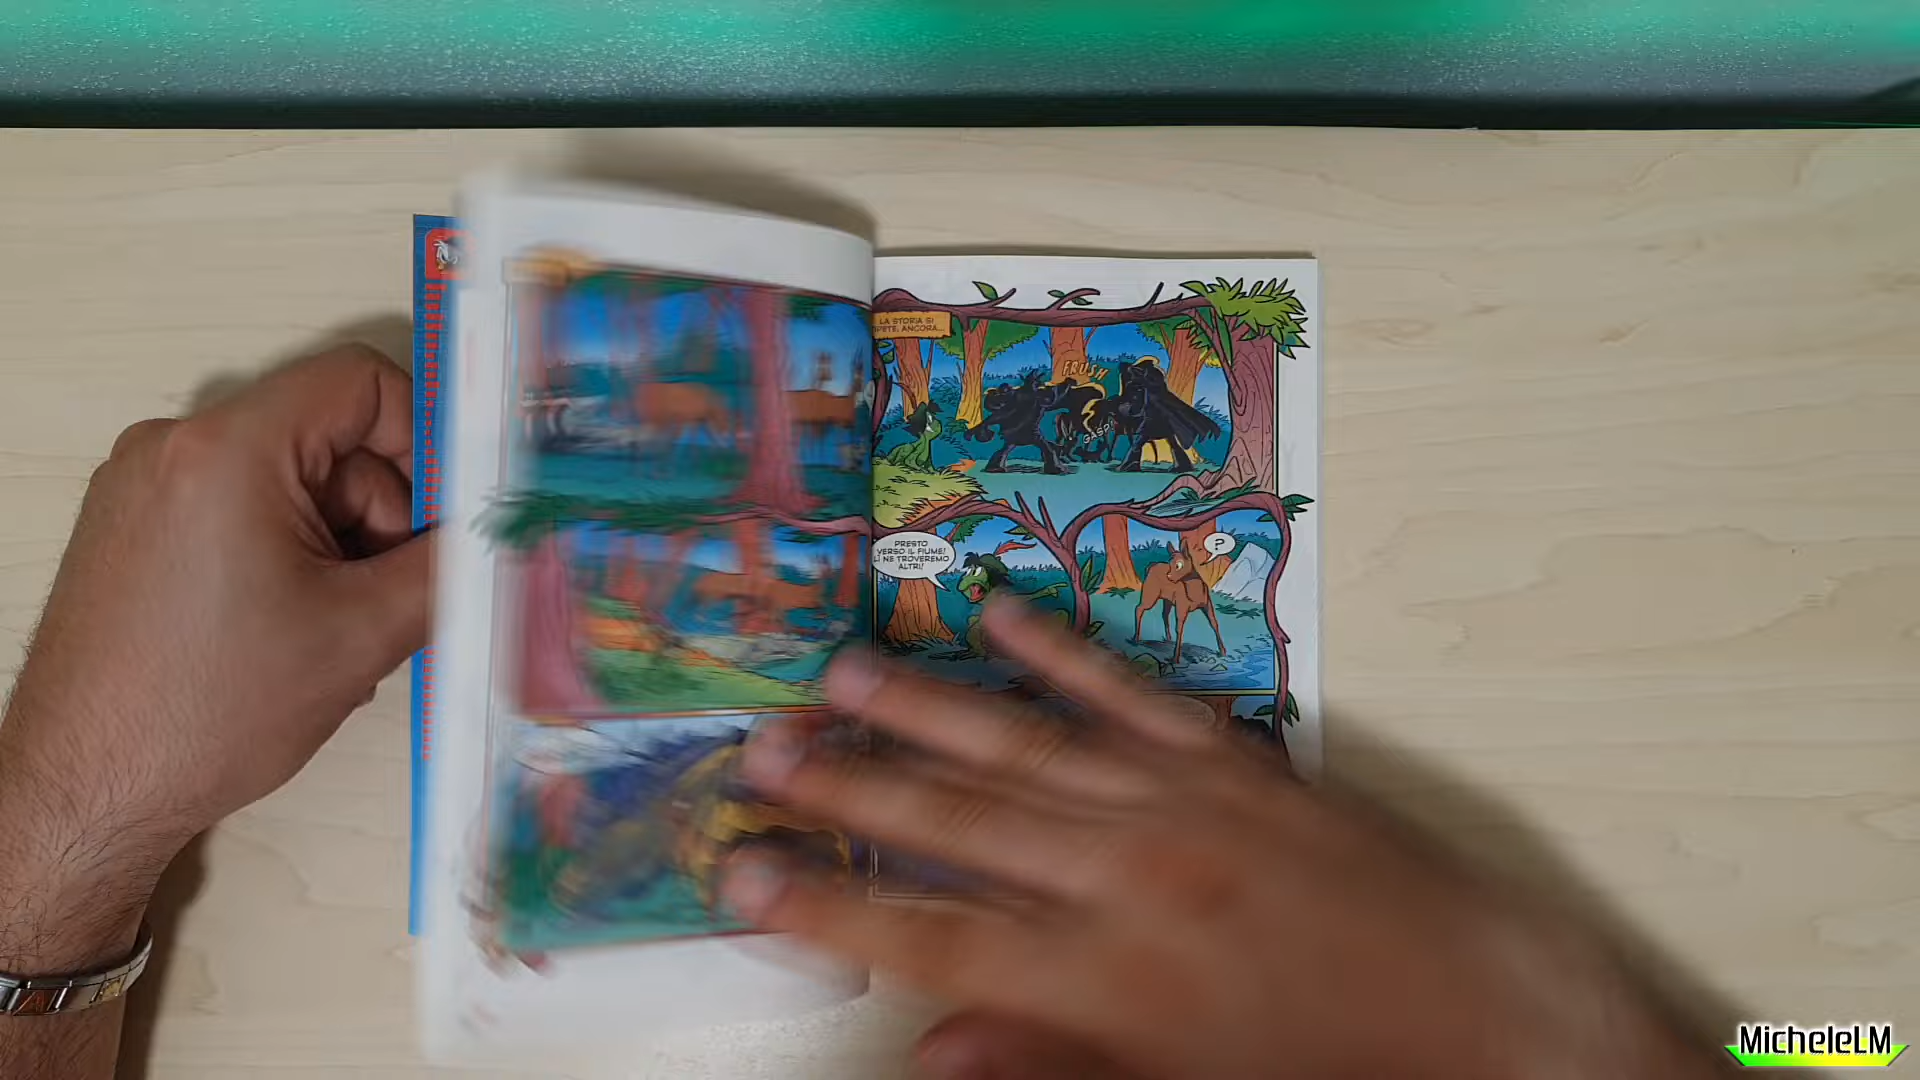 LA STORIA SI
RIPETE, ANCORA...
FRUSH
GASP!
PRESTO
VERSO IL FIUME!
LÌ NE TROVEREMO
ALTRI!
?
MicheleLM